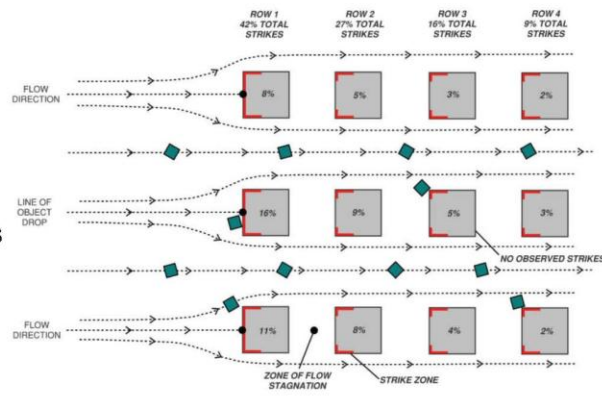 ROW 1
42% TOTAL
STRIKES
ROW 2
27% TOTAL
STRIKES
ROW 3
16% TOTAL
STRIKES
ROW 4
9% TOTAL
STRIKES
FLOW
DIRECTION
8%
5%
3%
2%
LINE OF
OBJECT
DROP
s
16%
9%
5%
3%
NO OBSERVED STRIKES
FLOW
DIRECTION
11%
8%
4%
2%
ZONE OF FLOW
STAGNATION
STRIKE ZONE